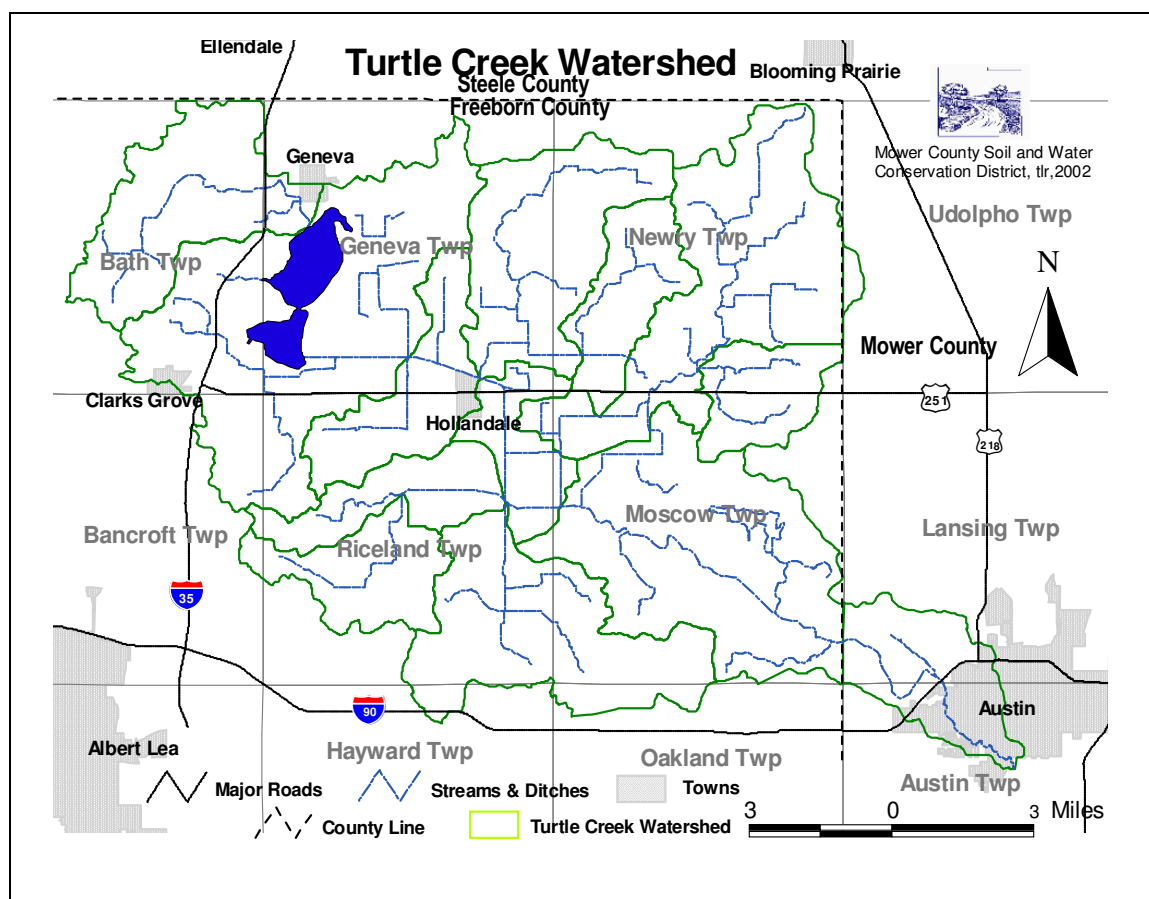 Ellendale
Turtle Creek Watershed
Blooming Prairie
Steele County
Freeborn County
Mower County Soil and Water
Conservation District, tlr,2002
Geneva
Udolpho Twp
Geneva Twp
Newry Twp
Bath Twp
N
Mower County
Clarks Grove
251
Hollandale
218
Moscow Twp
Lansing Twp
Bancroft Twp
Riceland Twp
35
90
Austin
Albert Lea
Hayward Twp
Oakland Twp
Austin Twp
Major Roads
Streams & Ditches
Towns
County Line
Turtle Creek Watershed
3 0 3 Miles